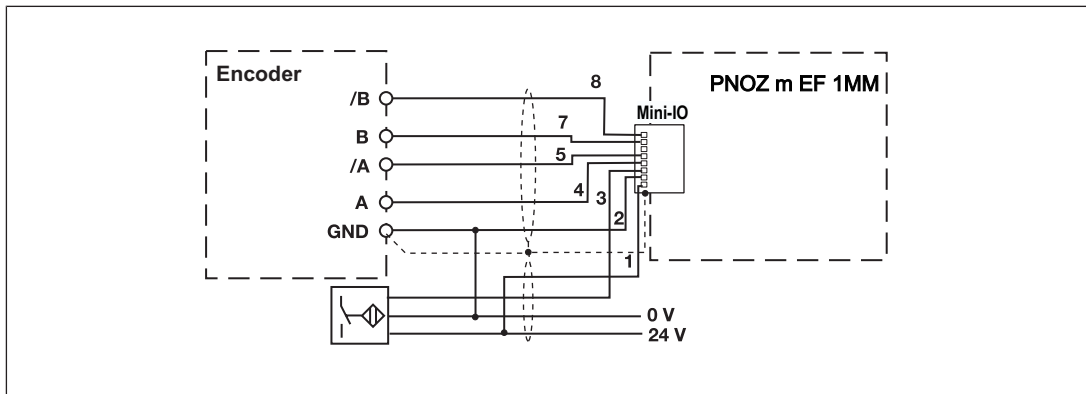 Encoder
PNOZ m EF 1MM
Mini-IO
/B
8
B
7
/A
5
A
4
3
GND
2
1
0 V
24 V